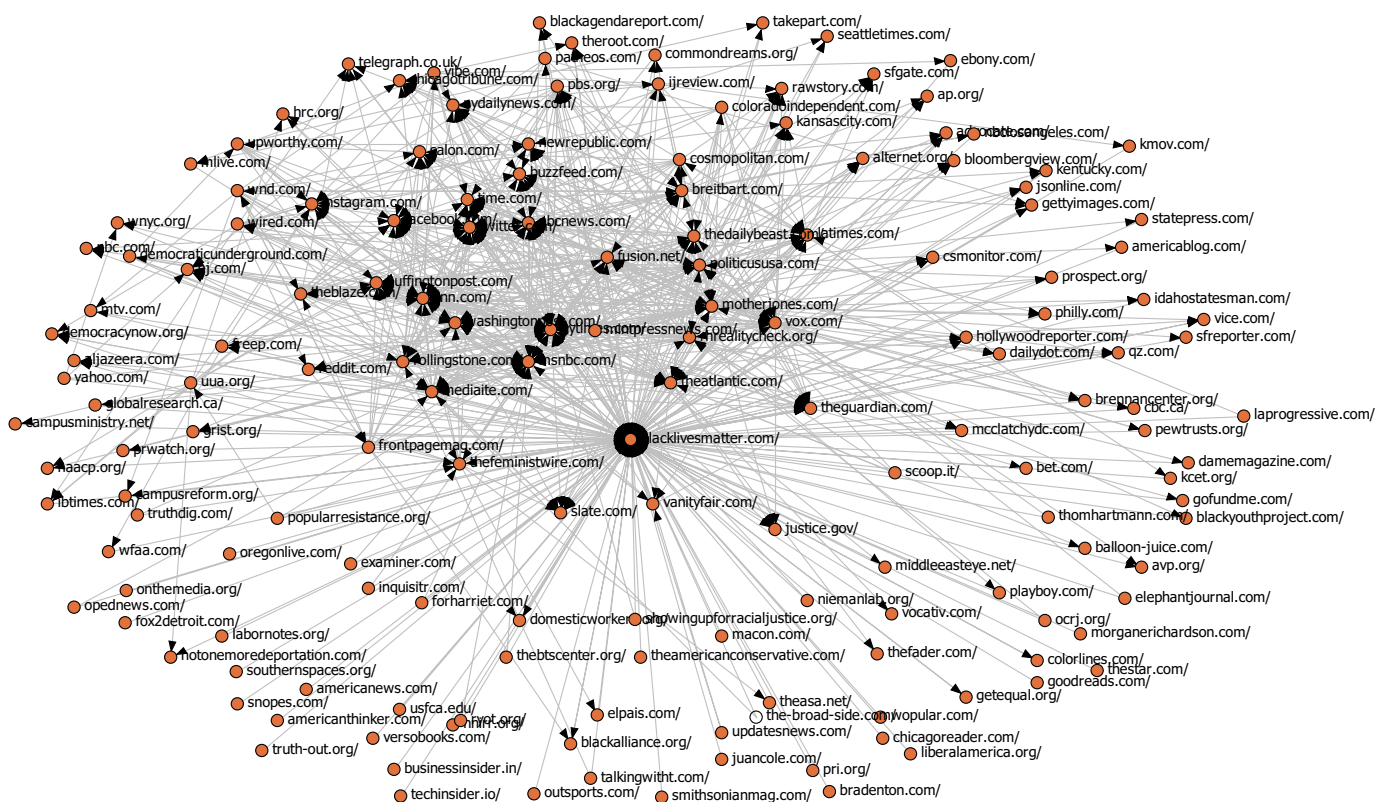 blackagendareport.com/
takepart.com/
theroot.com/
seattletimes.com/
patheos.com/
commondreams.org/
telegraph.co.uk/
ebony.com/
vibe.com/
chicagotribune.com/
sfgate.com/
pbs.org/
ijreview.com/
rawstory.com/
ap.org/
nydailynews.com/
coloradoindependent.com/
hrc.org/
kansascity.com/
upworthy.com/
newrepublic.com/
kmov.com/
salon.com/
cosmopolitan.com/
alternet.org/
bloombergview.com/
mlive.com/
buzzfeed.com/
kentucky.com/
wnd.com/
breitbart.com/
jsonline.com/
instagram.com/
time.com/
gettyimages.com/
wnyc.org/
wired.com/
facebook.com/
twitter.com/
abcnews.com/
statepress.com/
thedailybeast.com/
latimes.com/
democraticunderground.com/
americablog.com/
fusion.net/
csmonitor.com/
politicususa.com/
prospect.org/
huffingtonpost.com/
theblaze.com/
cnn.com/
idahostatesman.com/
mtv.com/
motherjones.com/
philly.com/
vice.com/
washingtonpost.com/
nytimes.com/
vox.com/
democracynow.org/
rnrealitycheck.org/
hollywoodreporter.com/
sfreporter.com/
freep.com/
dailydot.com/
qz.com/
aljazeera.com/
reddit.com/
rollingstone.com/
msnbc.com/
yahoo.com/
uua.org/
mediaite.com/
theatlantic.com/
globalresearch.ca/
theguardian.com/
brennancenter.org/
cbc.ca/
laprogressive.com/
campusministry.net/
grist.org/
mcclatchydc.com/
pewtrusts.org/
blacklivesmatter.com/
prwatch.org/
frontpagemag.com/
naacp.org/
thefeministwire.com/
scoop.it/
bet.com/
damemagazine.com/
kcet.org/
ibtimes.com/
campusreform.org/
truthdig.com/
popularresistance.org/
slate.com/
vanityfair.com/
justice.gov/
gofundme.com/
thomhartmann.com/
blackyouthproject.com/
wfaa.com/
oregonlive.com/
examiner.com/
balloon-juice.com/
avp.org/
middleeasteye.net/
onthemedia.org/
inquisitr.com/
forharriet.com/
playboy.com/
elephantjournal.com/
opednews.com/
niemanlab.org/
vocativ.com/
fox2detroit.com/
domesticworkers.org/
showingupforracialjustice.org/
ocrj.org/
labornotes.org/
macon.com/
morganerichardson.com/
notonemoredeportation.com/
thebtscenter.org/
theamericanconservative.com/
thefader.com/
colorlines.com/
southernspaces.org/
thestar.com/
goodreads.com/
americanews.com/
getequal.org/
snopes.com/
usfca.edu/
theasa.net/
americanthinker.com/
ryot.org/
elpais.com/
the-broad-side.com/
wopular.com/
versobooks.com/
updatesnews.com/
chicagoreader.com/
truth-out.org/
blackalliance.org/
liberalamerica.org/
juancole.com/
businessinsider.in/
talkingwitht.com/
pri.org/
techinsider.io/
outsports.com/
smithsonianmag.com/
bradenton.com/